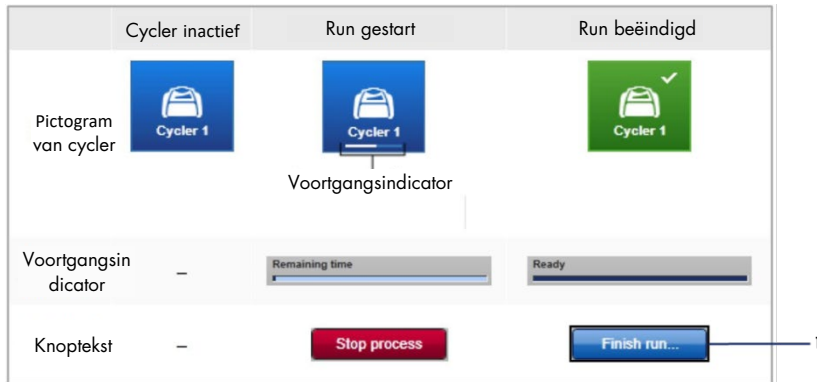 Cycler inactief
Run gestart
Run beëindigd
Pictogram
van cycler
Cycler 1
Cycler 1
Cycler 1
Voortgangsindicator
Voortgangsin
dicator
–
Remaining time
Ready
Knoptekst
–
Stop process
Finish run...